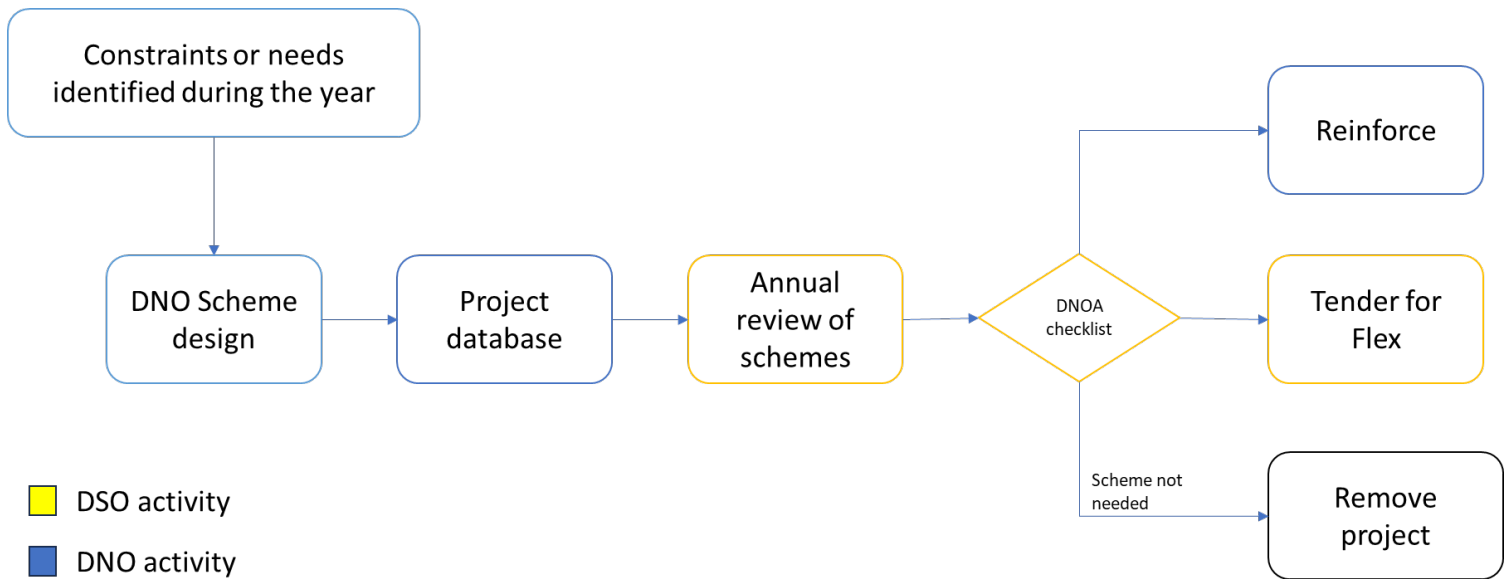 Constraints or needs
identified during the year
Reinforce
DNO Scheme
design
Project
database
Annual
review of
schemes
DNOA
checklist
Tender for
Flex
Scheme not
needed
Remove
project
DSO activity
DNO activity